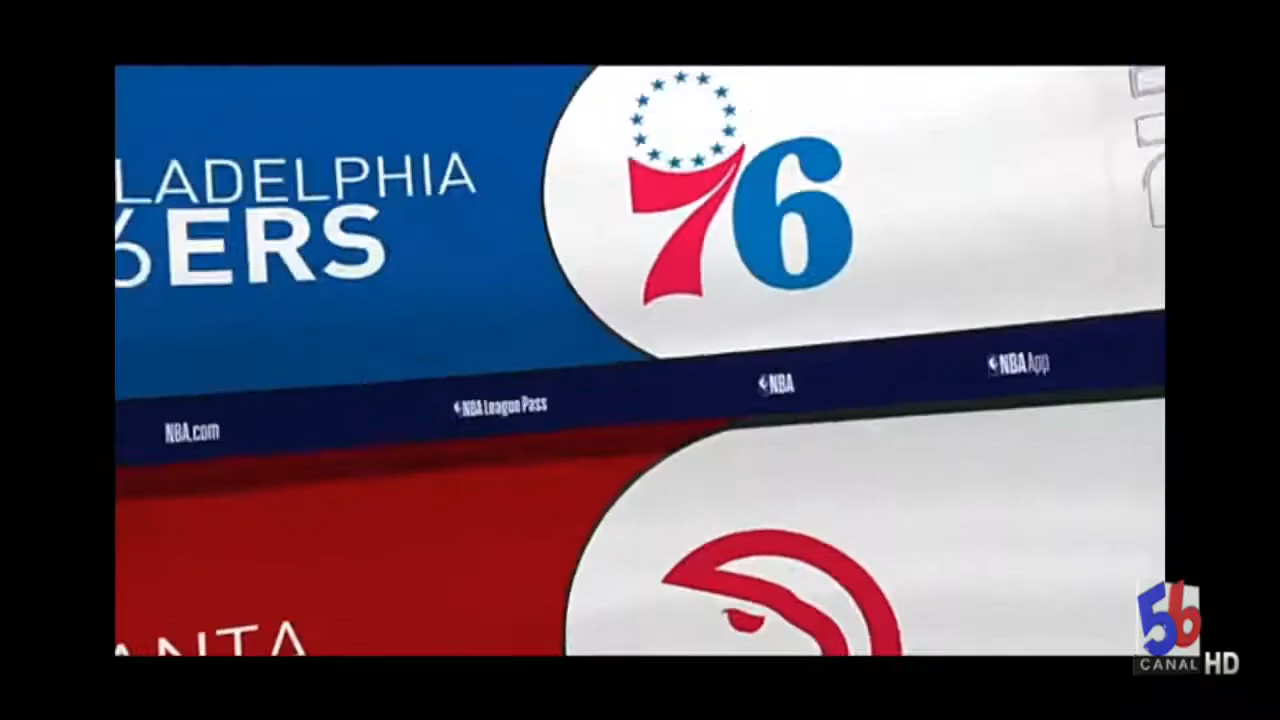 LADELPHIA
6ERS
76
NBA.com
NBA League Pass
NBA
NBA App
ANTA
56
CANAL HD